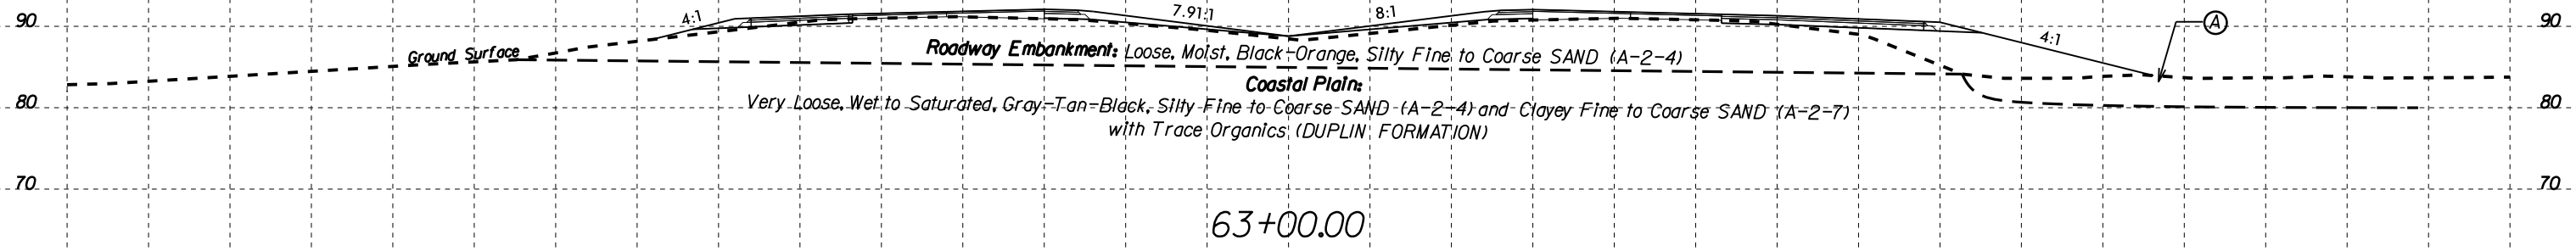 90 4:1 7.91:1 8:1 A 90
4:1
Ground Surface Roadway Embankment: Loose, Moist, Black-Orange, Silty Fine to Coarse SAND (A-2-4)
Coastal Plain:
80 Very Loose, Wet to Saturated, Gray-Tan-Black, Silty Fine to Coarse SAND (A-2-4) and Clayey Fine to Coarse SAND (A-2-7) 80
with Trace Organics (DUPLIN FORMATION)
70 70
63+00.00